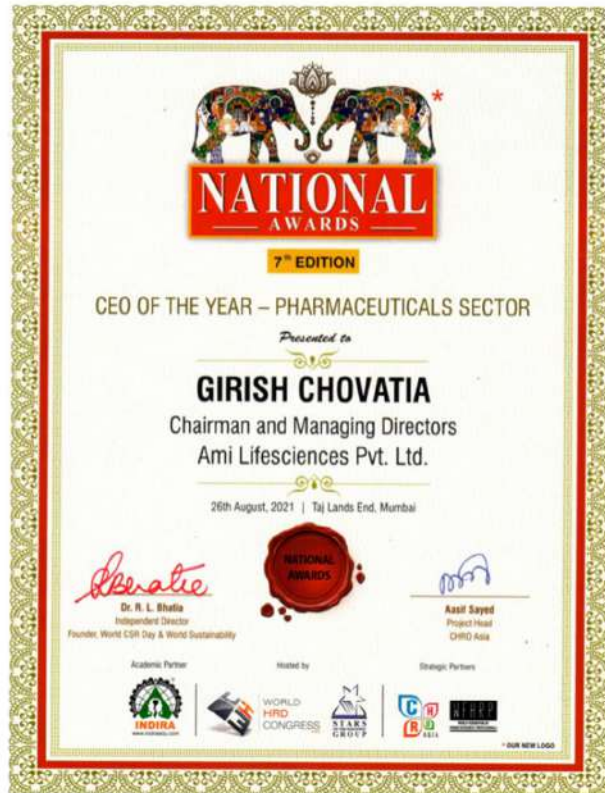 *
NATIONAL
AWARDS
7th EDITION
CEO OF THE YEAR – PHARMACEUTICALS SECTOR
Presented to
GIRISH CHOVATIA
Chairman and Managing Directors
Ami Lifesciences Pvt. Ltd.
26th August, 2021 | Taj Lands End, Mumbai
NATIONAL
AWARDS
Dr. R. L. Bhatia
Independent Director
Founder, World CSR Day & World Sustainability
Aasif Sayed
Project Head
CHRD Asia
Academic Partner
Hosted by
Strategic Partners
INDIRA
WORLD
HRD
CONGRESS
STARS
GROUP
C H
R D
ASIA
* OUR NEW LOGO